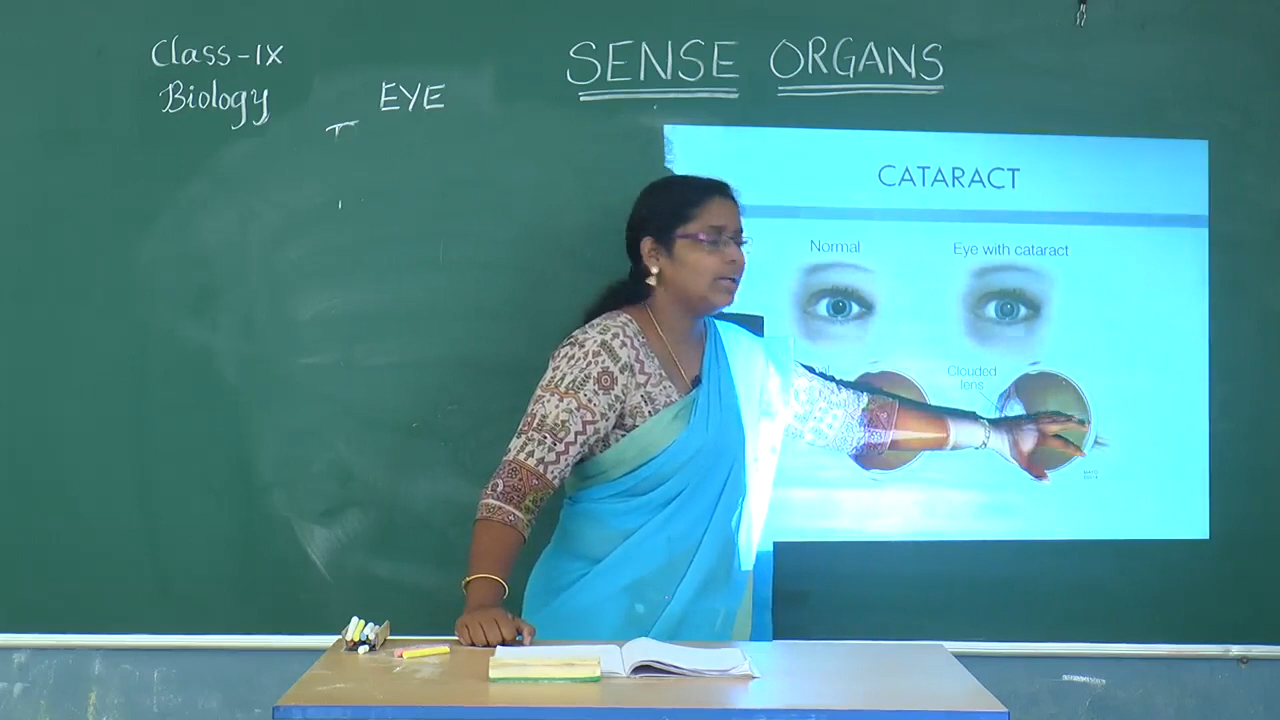 Class-IX
Biology
EYE
SENSE ORGANS
CATARACT
Normal
Eye with cataract
Clouded
lens